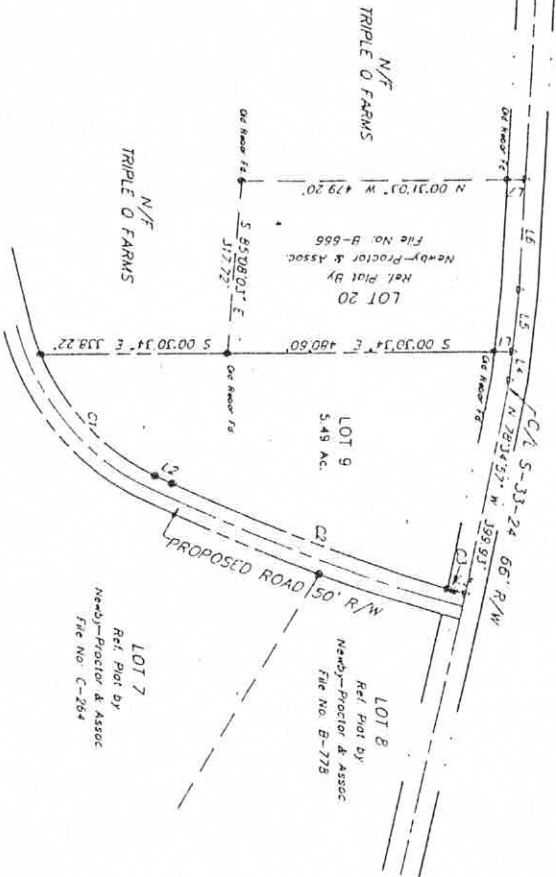 N/F
TRIPLE O FARMS
Old Rebar Fd.
L7
L6
L5
L4
L1
C/L S-33-24 66' R/W
N 78°34'57" W 399.93'
C3
Old Rebar Fd
N 00°31'03" W 479.20'
LOT 20
Ref. Plat By
Newby-Proctor & Assoc.
File No: B-666
Old Rebar Fd.
S 85°08'03" E
317.72'
S 00°30'34" E 480.60'
LOT 9
5.49 Ac.
Old Rebar Fd
N/F
TRIPLE O FARMS
S 00°30'34" E 338.22'
C1
L2
C2
PROPOSED ROAD 50' R/W
LOT 8
Ref. Plat by
Newby-Proctor & Assoc
File No. B-778
LOT 7
Ref. Plat by
Newby-Proctor & Assoc.
File No: C-264